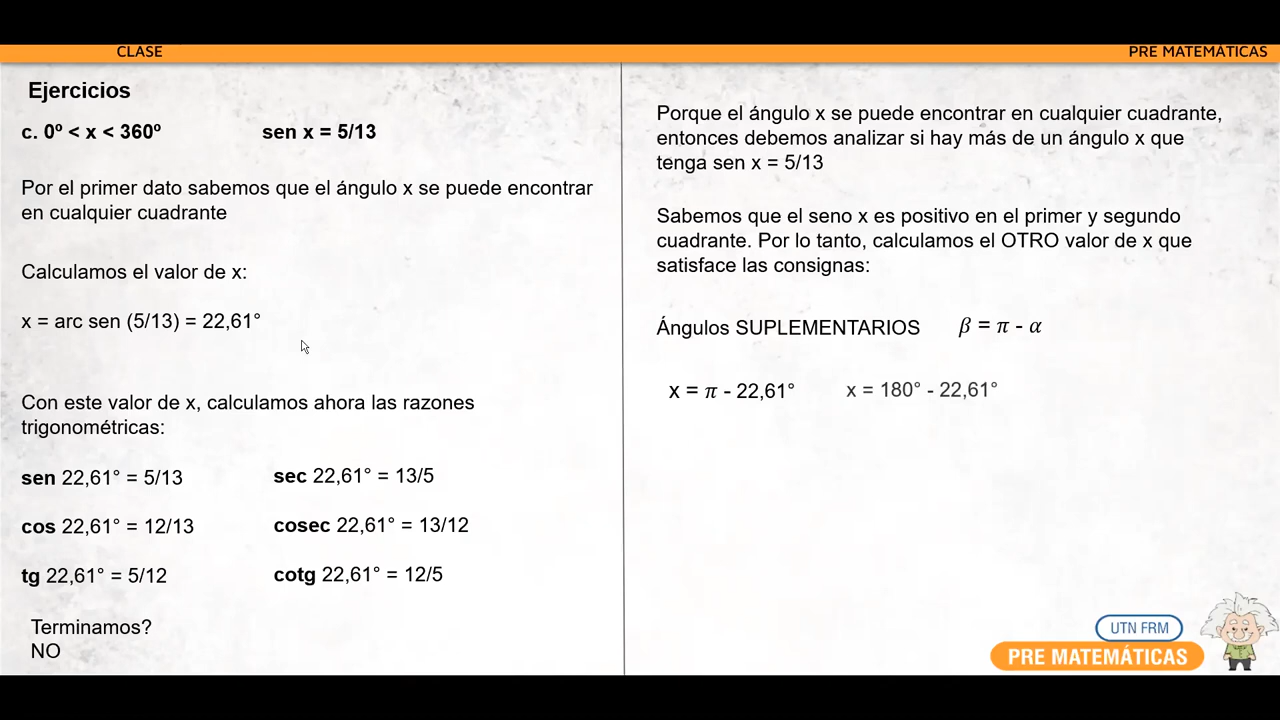 CLASE
PRE MATEMÁTICAS
Ejercicios
c. 0º < x < 360º
sen x = 5/13
Por el primer dato sabemos que el ángulo x se puede encontrar
en cualquier cuadrante
Calculamos el valor de x:
x = arc sen (5/13) = 22,61°
Con este valor de x, calculamos ahora las razones
trigonométricas:
sen 22,61° = 5/13
sec 22,61° = 13/5
cos 22,61° = 12/13
cosec 22,61° = 13/12
tg 22,61° = 5/12
cotg 22,61° = 12/5
Terminamos?
NO
Porque el ángulo x se puede encontrar en cualquier cuadrante,
entonces debemos analizar si hay más de un ángulo x que
tenga sen x = 5/13
Sabemos que el seno x es positivo en el primer y segundo
cuadrante. Por lo tanto, calculamos el OTRO valor de x que
satisface las consignas:
Ángulos SUPLEMENTARIOS
β = π - α
x = π - 22,61°
x = 180° - 22,61°
UTN FRM
PRE MATEMÁTICAS